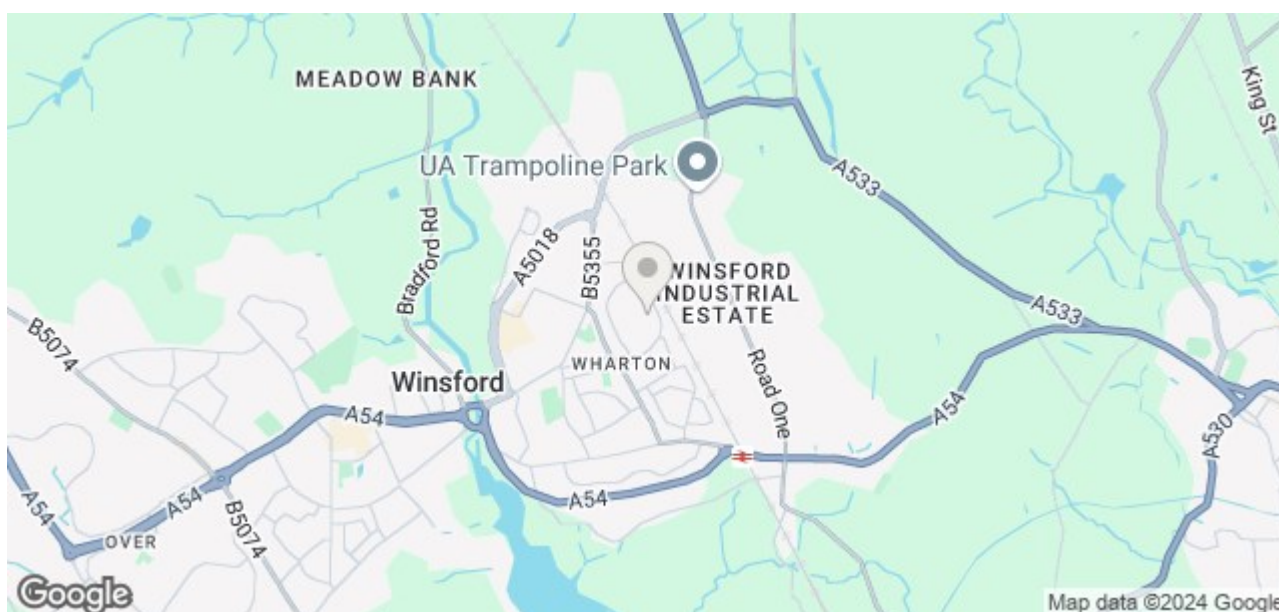 MEADOW BANK
King St
UA Trampoline Park
A533
Bradford Rd
A5018
B5355
WINSFORD
INDUSTRIAL
ESTATE
A533
B5074
WHARTON
Road One
Winsford
A54
A54
A530
A54
A54
A54
B5074
OVER
Google
Map data ©2024 Google